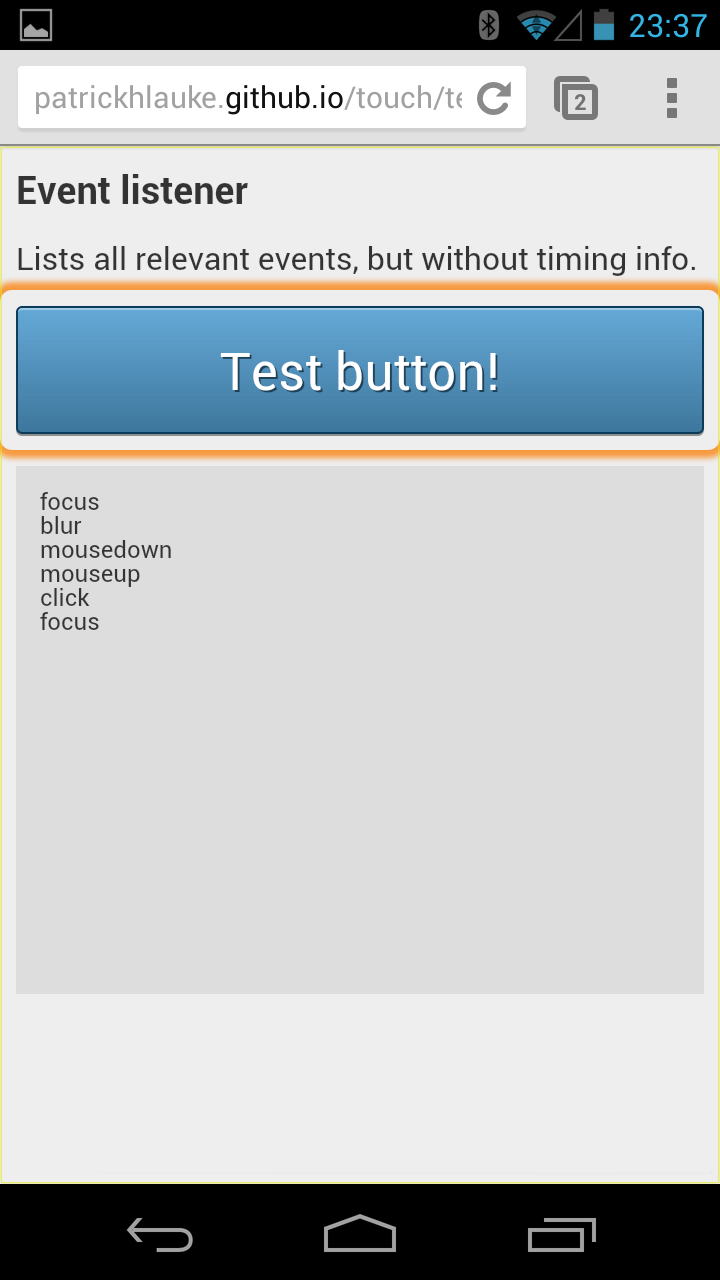 23:37
patrickhlauke.github.io/touch/te
2
Event listener
Lists all relevant events, but without timing info.
Test button!
focus
blur
mousedown
mouseup
click
focus